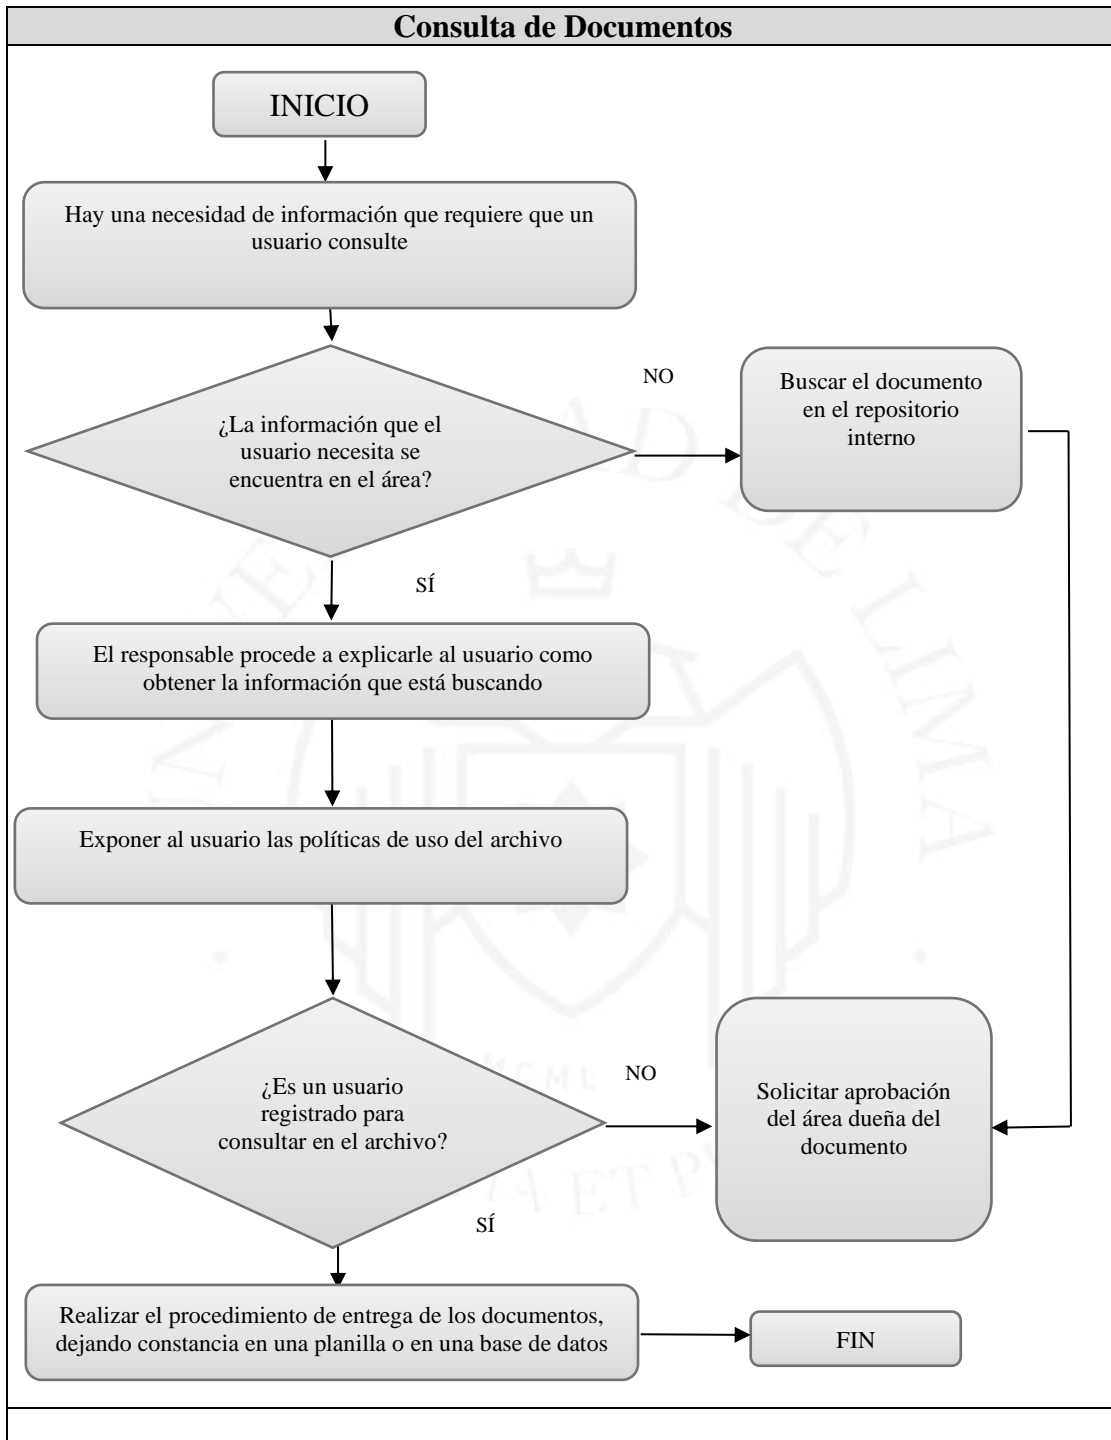 Consulta de Documentos
INICIO
Hay una necesidad de información que requiere que un
usuario consulte
¿La información que el
usuario necesita se
encuentra en el área?
NO
Buscar el documento
en el repositorio
interno
SÍ
El responsable procede a explicarle al usuario como
obtener la información que está buscando
Exponer al usuario las políticas de uso del archivo
¿Es un usuario
registrado para
consultar en el archivo?
NO
Solicitar aprobación
del área dueña del
documento
SÍ
Realizar el procedimiento de entrega de los documentos,
dejando constancia en una planilla o en una base de datos
FIN